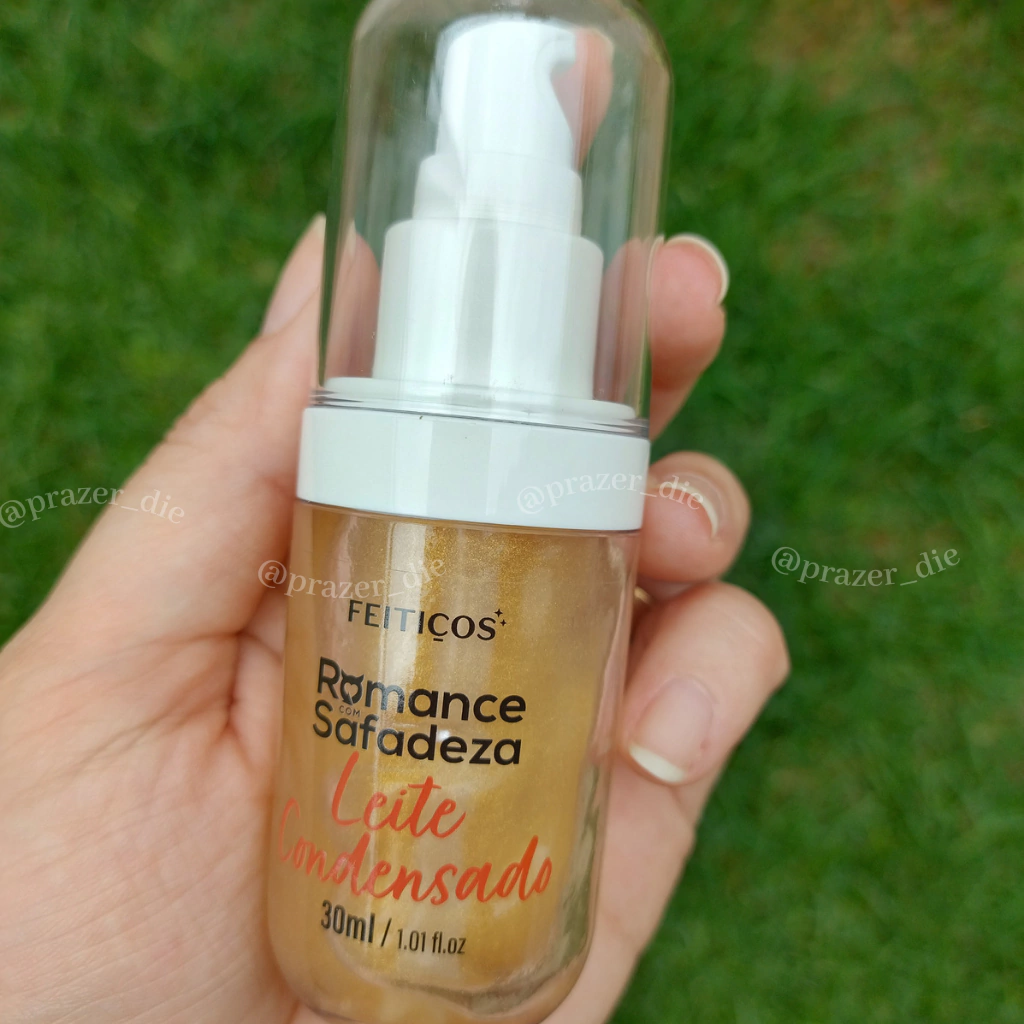 @prazer_die
@prazer_die
@prazer_die
@prazer_die
FEITIÇOS
Romance
COM
Safadeza
Leite
Condensado
30ml / 1.01 fl.oz